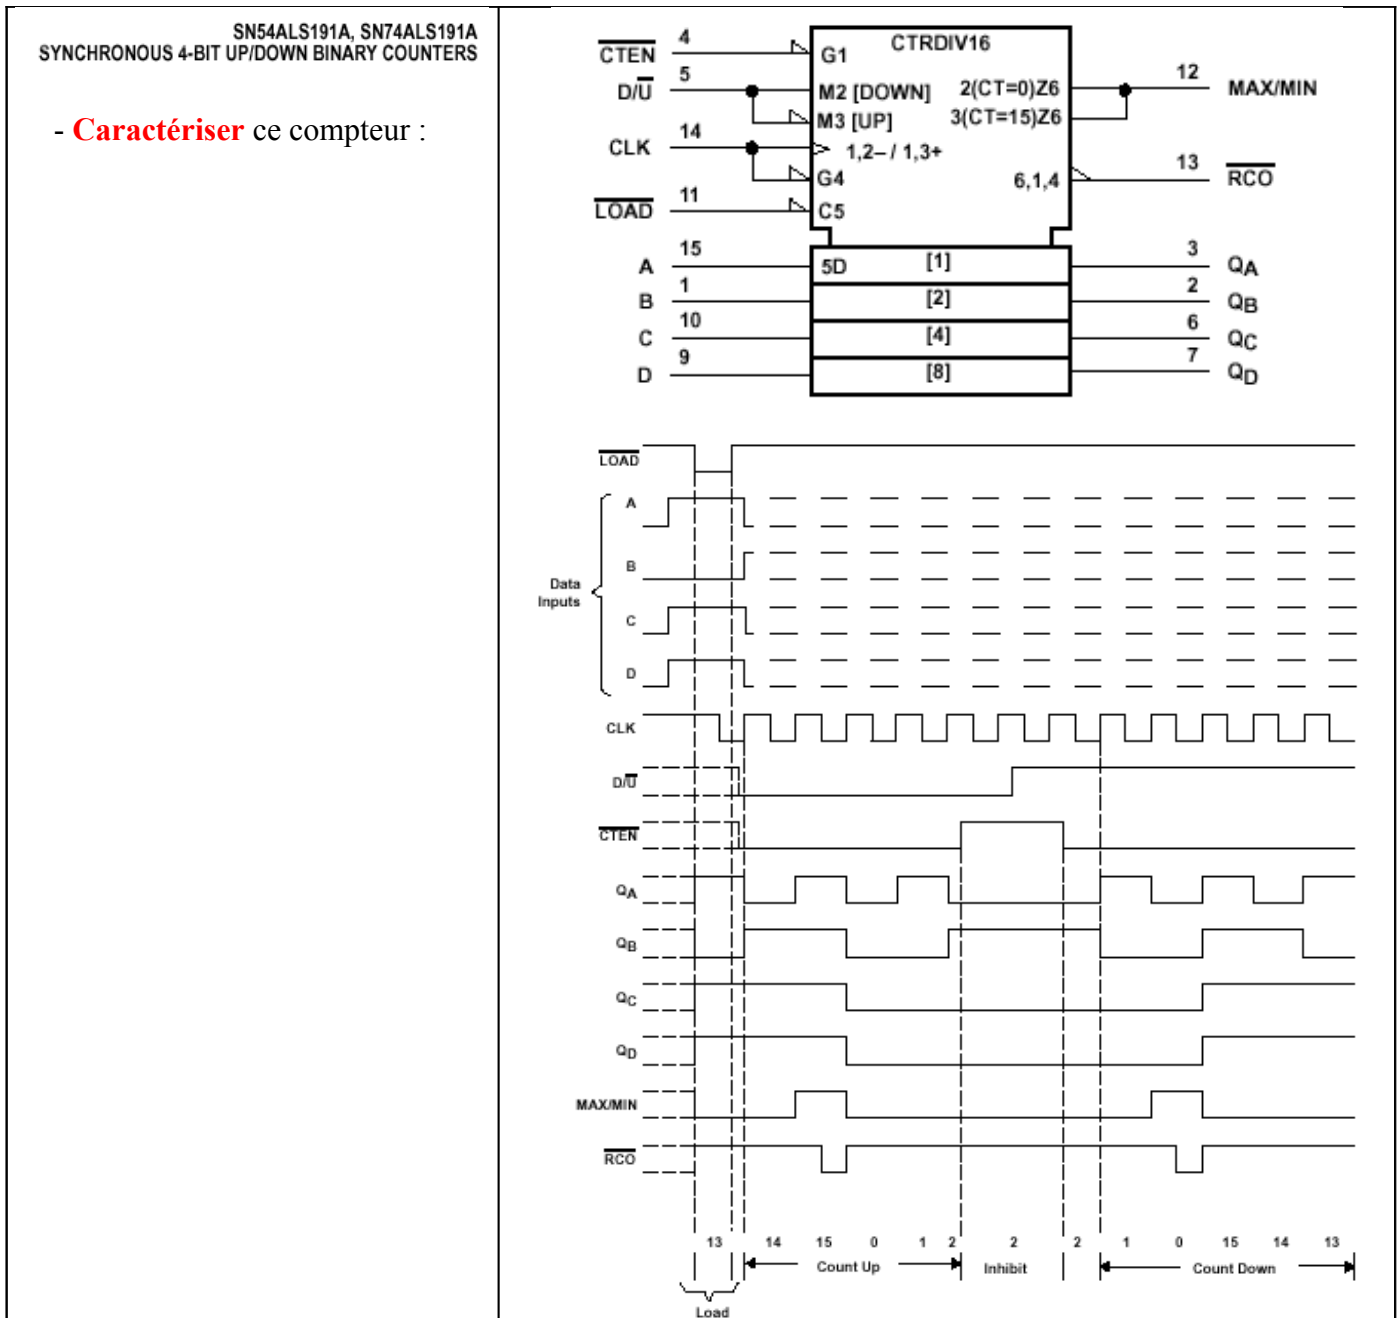 SN54ALS191A, SN74ALS191A
SYNCHRONOUS 4-BIT UP/DOWN BINARY COUNTERS
- Caractériser ce compteur :
CTRDIV16
CTEN 4 G1
D/U 5 M2 [DOWN] 2(CT=0)Z6 12 MAX/MIN
M3 [UP] 3(CT=15)Z6
CLK 14 1,2– / 1,3+
G4 6,1,4 13 RCO
LOAD 11 C5
A 15 5D [1] 3 QA
B 1 [2] 2 QB
C 10 [4] 6 QC
D 9 [8] 7 QD
LOAD
A
B
Data
Inputs
C
D
CLK
D/U
CTEN
QA
QB
QC
QD
MAX/MIN
RCO
13 14 15 0 1 2 2 2 1 0 15 14 13
Count Up Inhibit Count Down
Load